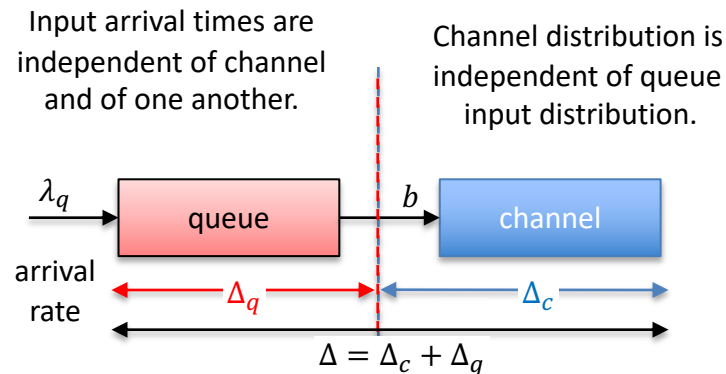 Input arrival times are
independent of channel
and of one another.
Channel distribution is
independent of queue
input distribution.
λ_q
queue
b
channel
arrival
rate
Δ_q
Δ_c
Δ = Δ_c + Δ_q